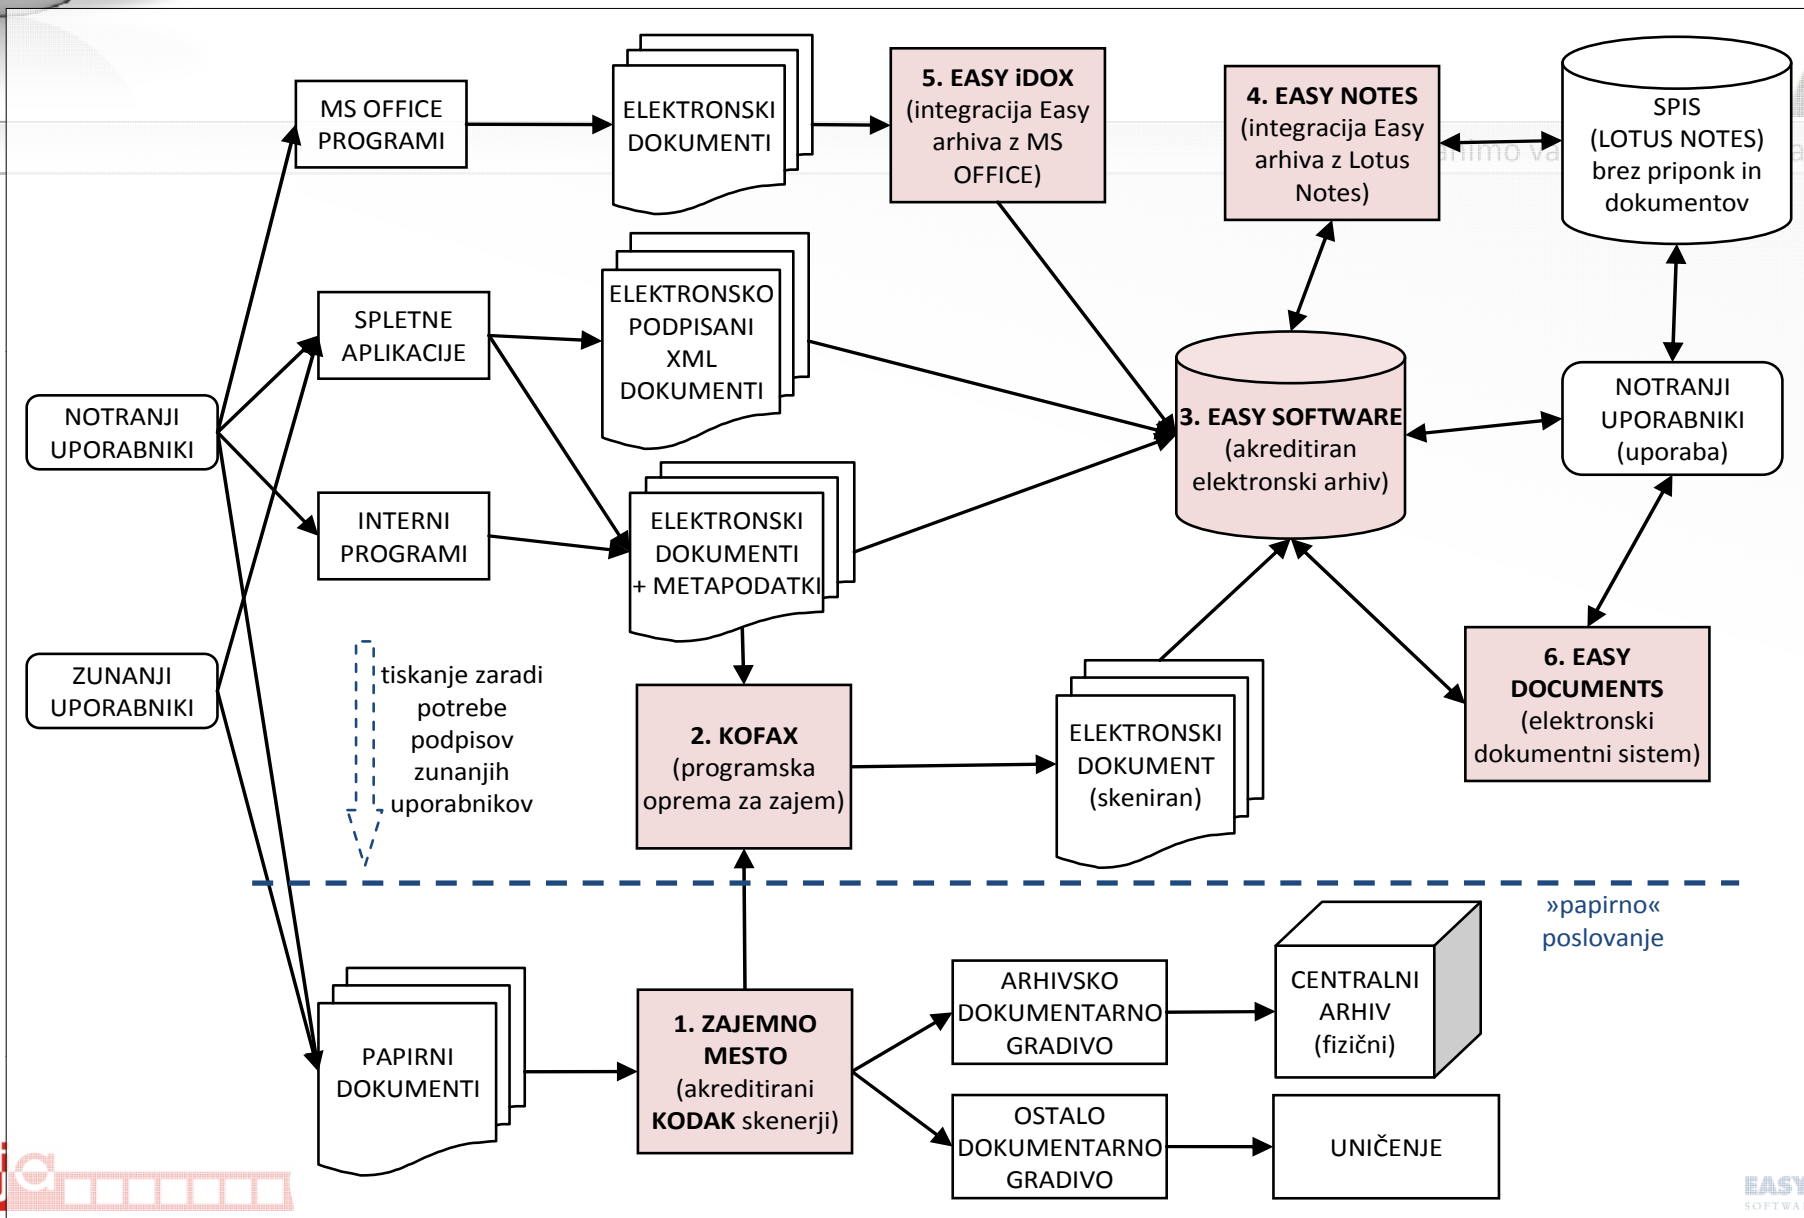 MS OFFICE
PROGRAMI
ELEKTRONSKI
DOKUMENTI
5. EASY iDOX
(integracija Easy
arhiva z MS
OFFICE)
4. EASY NOTES
(integracija Easy
arhiva z Lotus
Notes)
SPIS
(LOTUS NOTES)
brez priponk in
dokumentov
SPLETNE
APLIKACIJE
ELEKTRONSKO
PODPISANI
XML
DOKUMENTI
NOTRANJI
UPORABNIKI
3. EASY SOFTWARE
(akreditiran
elektronski arhiv)
NOTRANJI
UPORABNIKI
(uporaba)
INTERNI
PROGRAMI
ELEKTRONSKI
DOKUMENTI
+ METAPODATKI
ZUNANJI
UPORABNIKI
tiskanje zaradi
potrebe
podpisov
zunanjih
uporabnikov
2. KOFAX
(programska
oprema za zajem)
ELEKTRONSKI
DOKUMENT
(skeniran)
6. EASY
DOCUMENTS
(elektronski
dokumentni sistem)
»papirno«
poslovanje
PAPIRNI
DOKUMENTI
1. ZAJEMNO
MESTO
(akreditirani
KODAK skenerji)
ARHIVSKO
DOKUMENTARNO
GRADIVO
CENTRALNI
ARHIV
(fizični)
OSTALO
DOKUMENTARNO
GRADIVO
UNIČENJE
EASY